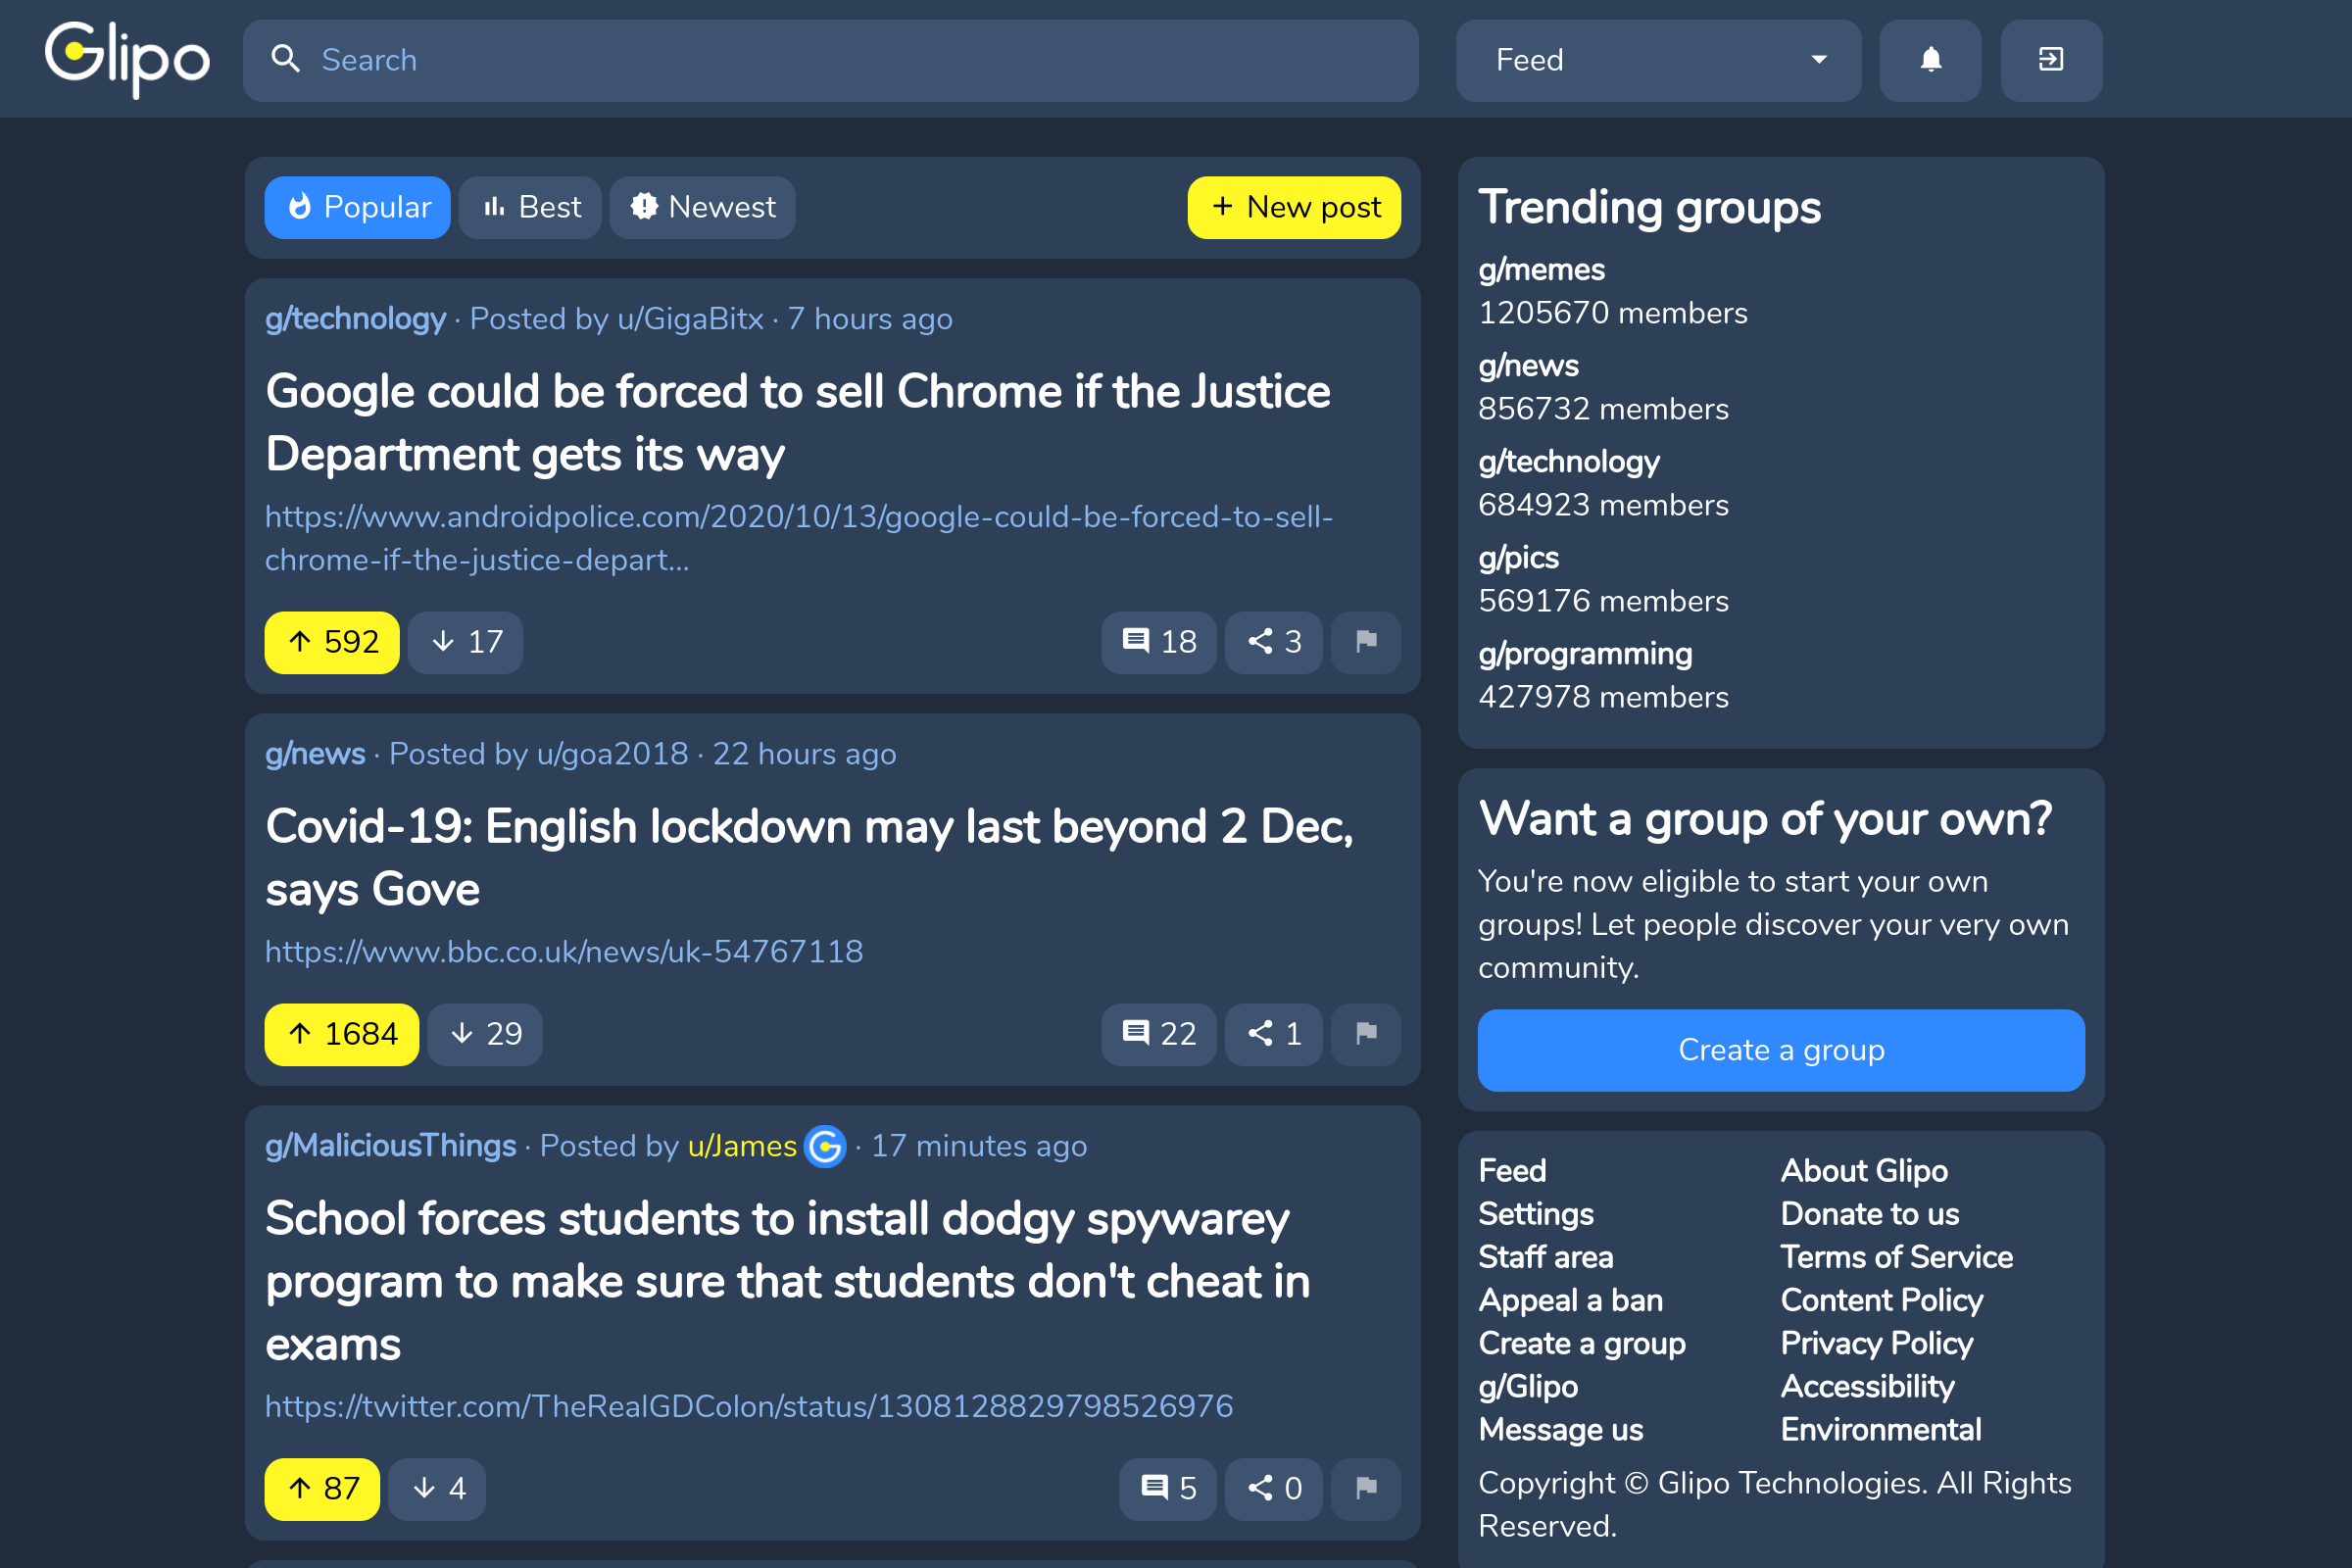 Glipo
Search
Feed
Popular
Best
Newest
New post
g/technology · Posted by u/GigaBitx · 7 hours ago
Google could be forced to sell Chrome if the Justice
Department gets its way
https://www.androidpolice.com/2020/10/13/google-could-be-forced-to-sell-
chrome-if-the-justice-depart...
592 17 18 3
g/news · Posted by u/goa2018 · 22 hours ago
Covid-19: English lockdown may last beyond 2 Dec,
says Gove
https://www.bbc.co.uk/news/uk-54767118
1684 29 22 1
g/MaliciousThings · Posted by u/James G · 17 minutes ago
School forces students to install dodgy spywarey
program to make sure that students don't cheat in
exams
https://twitter.com/TheRealGDColon/status/1308128829798526976
87 4 5 0
Trending groups
g/memes
1205670 members
g/news
856732 members
g/technology
684923 members
g/pics
569176 members
g/programming
427978 members
Want a group of your own?
You're now eligible to start your own
groups! Let people discover your very own
community.
Create a group
Feed
Settings
Staff area
Appeal a ban
Create a group
g/Glipo
Message us
About Glipo
Donate to us
Terms of Service
Content Policy
Privacy Policy
Accessibility
Environmental
Copyright © Glipo Technologies. All Rights
Reserved.